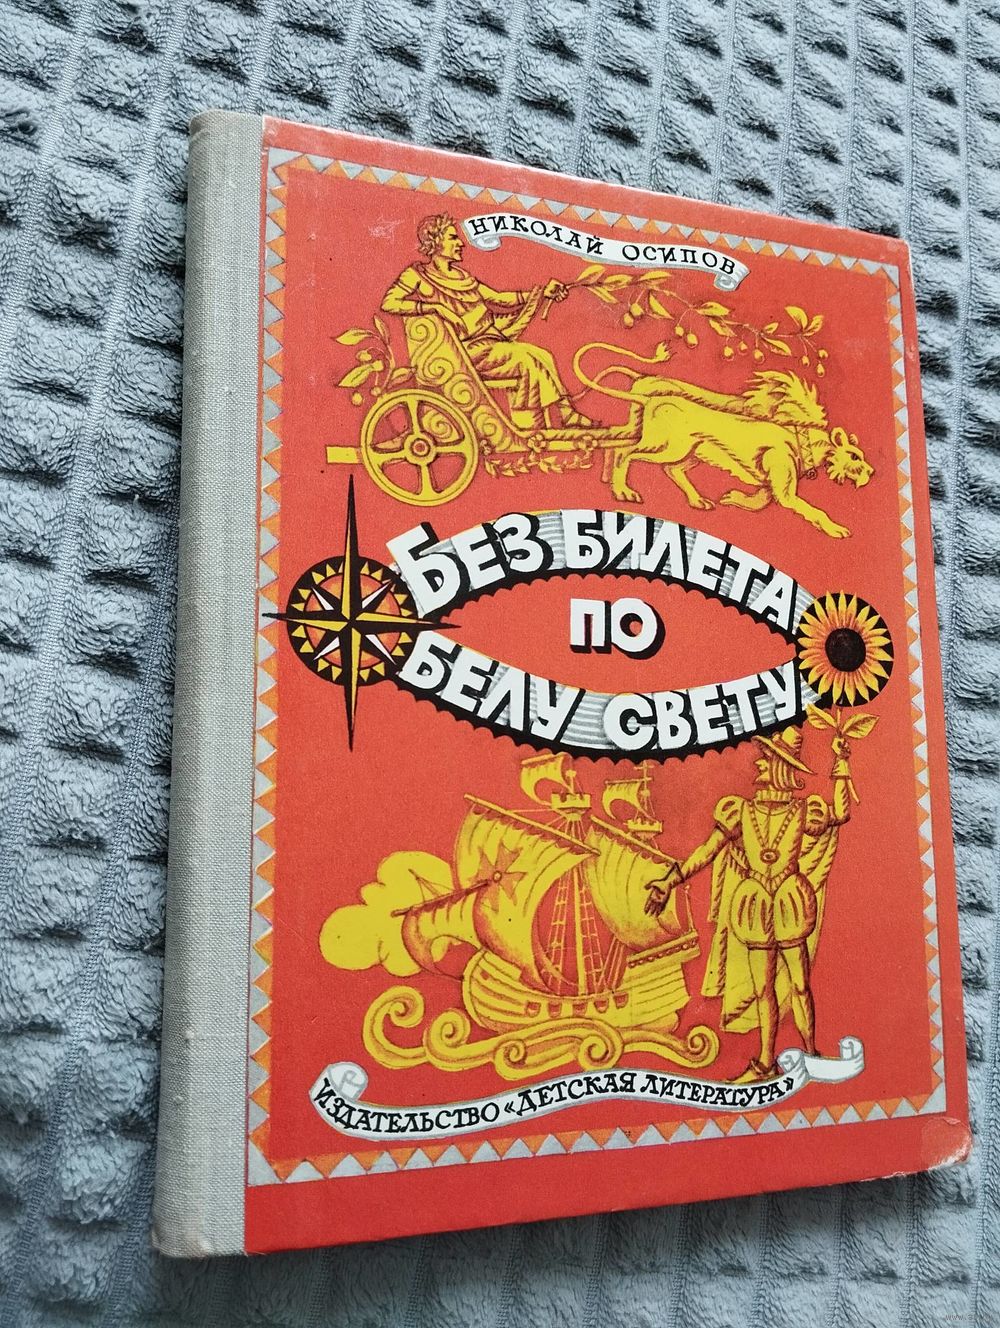 НИКОЛАЙ ОСИПОВ
БЕЗ БИЛЕТА
ПО
БЕЛУ СВЕТУ
ИЗДАТЕЛЬСТВО «ДЕТСКАЯ ЛИТЕРАТУРА»